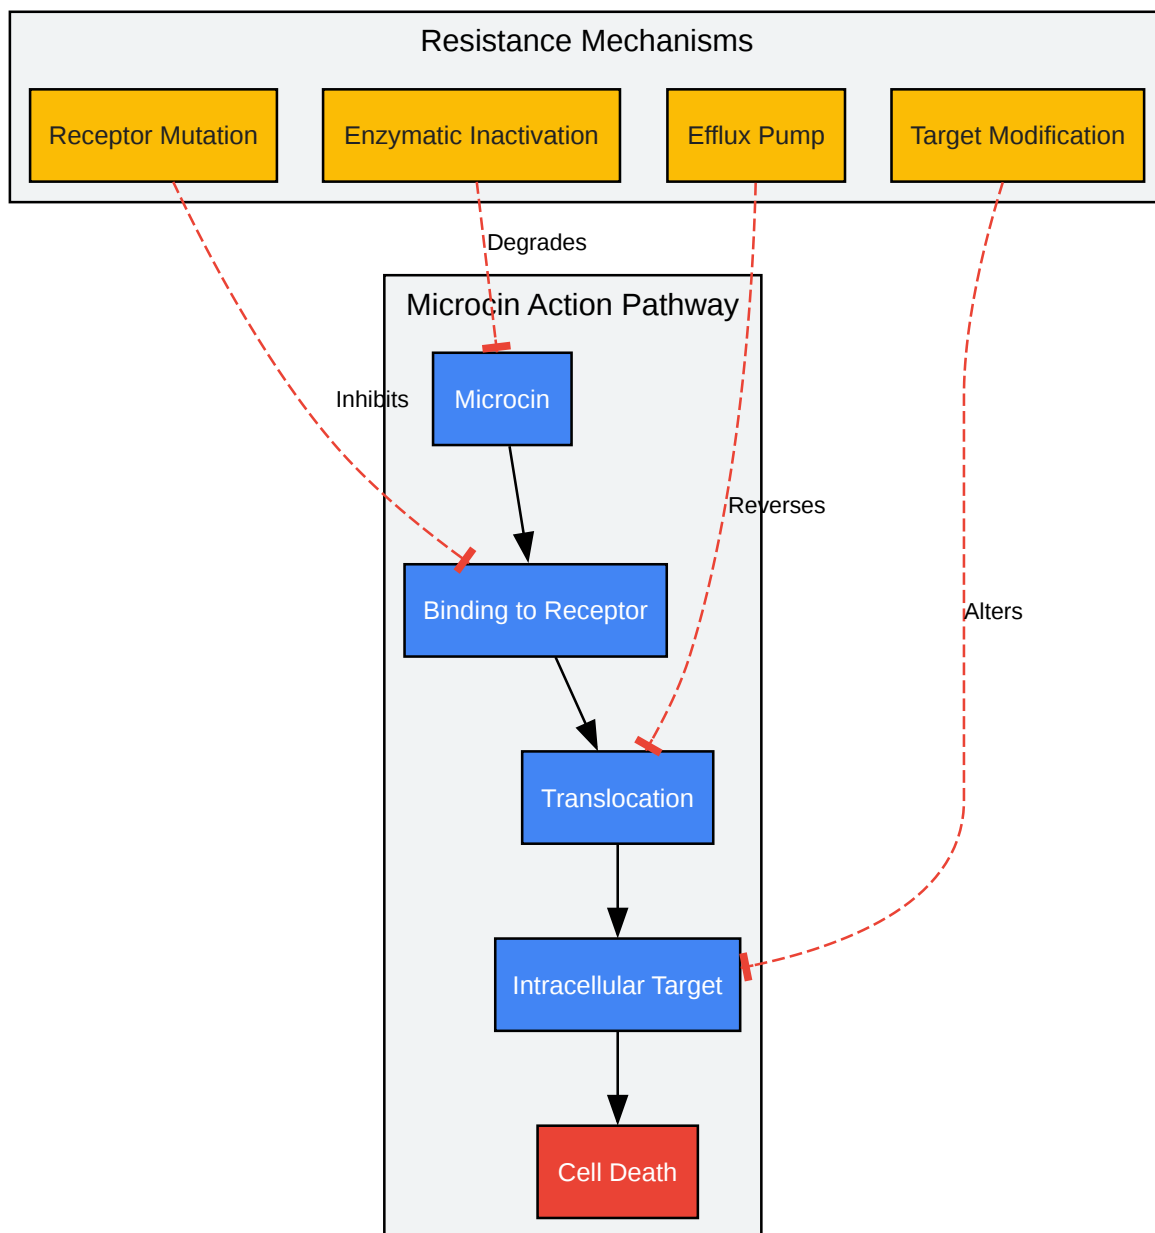 Resistance Mechanisms
Receptor Mutation
Enzymatic Inactivation
Efflux Pump
Target Modification
Degrades
Microcin Action Pathway
Microcin
Inhibits
Reverses
Binding to Receptor
Alters
Translocation
Intracellular Target
Cell Death